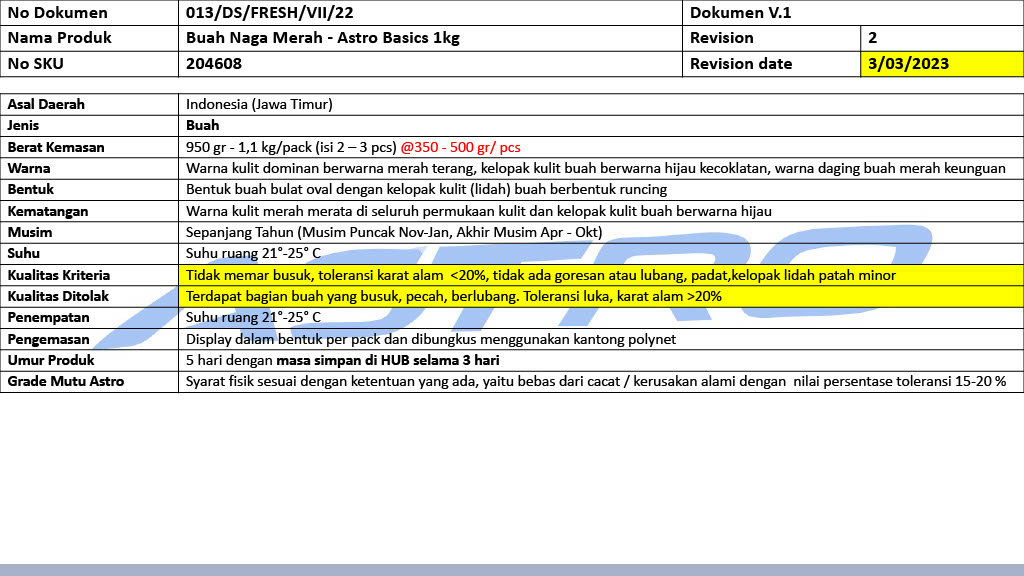 No Dokumen 013/DS/FRESH/VII/22 Dokumen V.1
Nama Produk Buah Naga Merah - Astro Basics 1kg Revision 2
No SKU 204608 Revision date 3/03/2023
Asal Daerah Indonesia (Jawa Timur)
Jenis Buah
Berat Kemasan 950 gr - 1,1 kg/pack (isi 2 – 3 pcs) @350 - 500 gr/ pcs
Warna Warna kulit dominan berwarna merah terang, kelopak kulit buah berwarna hijau kecoklatan, warna daging buah merah keunguan
Bentuk Bentuk buah bulat oval dengan kelopak kulit (lidah) buah berbentuk runcing
Kematangan Warna kulit merah merata di seluruh permukaan kulit dan kelopak kulit buah berwarna hijau
Musim Sepanjang Tahun (Musim Puncak Nov-Jan, Akhir Musim Apr - Okt)
Suhu Suhu ruang 21°-25° C
Kualitas Kriteria Tidak memar busuk, toleransi karat alam <20%, tidak ada goresan atau lubang, padat,kelopak lidah patah minor
Kualitas Ditolak Terdapat bagian buah yang busuk, pecah, berlubang. Toleransi luka, karat alam >20%
Penempatan Suhu ruang 21°-25° C
Pengemasan Display dalam bentuk per pack dan dibungkus menggunakan kantong polynet
Umur Produk 5 hari dengan masa simpan di HUB selama 3 hari
Grade Mutu Astro Syarat fisik sesuai dengan ketentuan yang ada, yaitu bebas dari cacat / kerusakan alami dengan nilai persentase toleransi 15-20 %
ASTRO